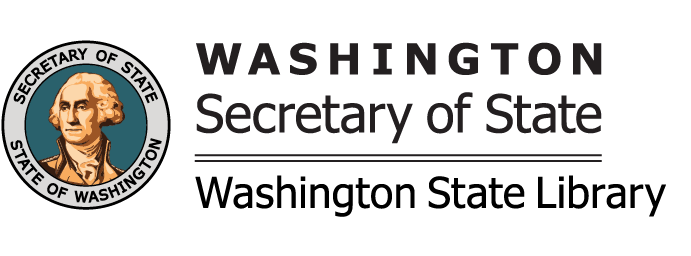 SECRETARY OF STATE
STATE OF WASHINGTON
WASHINGTON
Secretary of State
Washington State Library